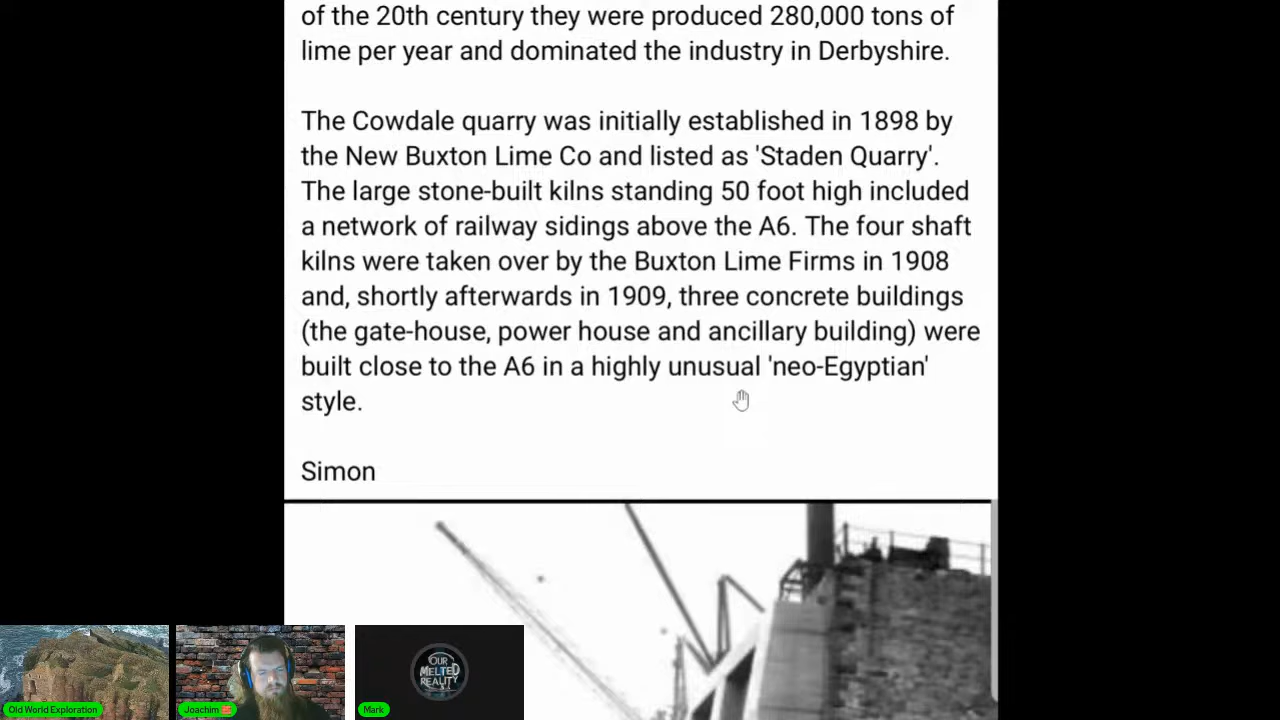 of the 20th century they were produced 280,000 tons of
lime per year and dominated the industry in Derbyshire.
The Cowdale quarry was initially established in 1898 by
the New Buxton Lime Co and listed as 'Staden Quarry'.
The large stone-built kilns standing 50 foot high included
a network of railway sidings above the A6. The four shaft
kilns were taken over by the Buxton Lime Firms in 1908
and, shortly afterwards in 1909, three concrete buildings
(the gate-house, power house and ancillary building) were
built close to the A6 in a highly unusual 'neo-Egyptian'
style.
Simon
OUR
MELTED
REALITY
Old World Exploration
Joachim
Mark